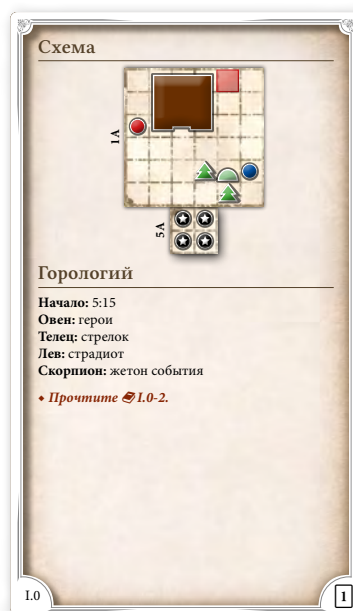 Схема
1A
5A
Горологий
Начало: 5:15
Овен: герои
Телец: стрелок
Лев: страдиот
Скорпион: жетон события
Прочтите I.0-2.
I.0
1